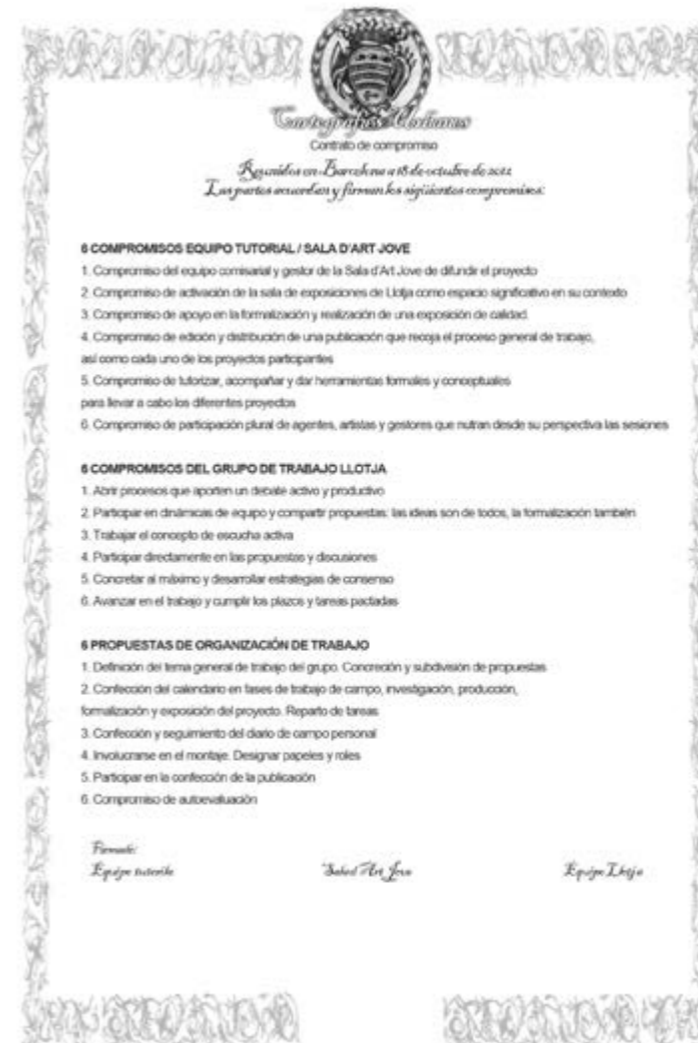 Cartografías Urbanas
Contrato de compromiso
Reunidos en Barcelona a 18 de octubre de 2012
Las partes acuerdan y firman los siguientes compromisos:
6 COMPROMISOS EQUIPO TUTORIAL / SALA D'ART JOVE
1. Compromiso del equipo comisarial y gestor de la Sala d'Art Jove de difundir el proyecto
2. Compromiso de activación de la sala de exposiciones de Llotja como espacio significativo en su contexto
3. Compromiso de apoyo en la formalización y realización de una exposición de calidad.
4. Compromiso de edición y distribución de una publicación que recoja el proceso general de trabajo,
así como cada uno de los proyectos participantes
5. Compromiso de tutorizar, acompañar y dar herramientas formales y conceptuales
para llevar a cabo los diferentes proyectos
6. Compromiso de participación plural de agentes, artistas y gestores que nutran desde su perspectiva las sesiones
6 COMPROMISOS DEL GRUPO DE TRABAJO LLOTJA
1. Abrir procesos que aporten un debate activo y productivo
2. Participar en dinámicas de equipo y compartir propuestas: las ideas son de todos, la formalización también
3. Trabajar el concepto de escucha activa
4. Participar directamente en las propuestas y discusiones
5. Concretar al máximo y desarrollar estrategias de consenso
6. Avanzar en el trabajo y cumplir los plazos y tareas pactadas
6 PROPUESTAS DE ORGANIZACIÓN DE TRABAJO
1. Definición del tema general de trabajo del grupo. Concreción y subdivisión de propuestas
2. Confección del calendario en fases de trabajo de campo, investigación, producción,
formalización y exposición del proyecto. Reparto de tareas
3. Confección y seguimiento del diario de campo personal
4. Involucrarse en el montaje. Designar papeles y roles
5. Participar en la confección de la publicación
6. Compromiso de autoevaluación
Firmado:
Equipo Art Jove
Equipo Llotja